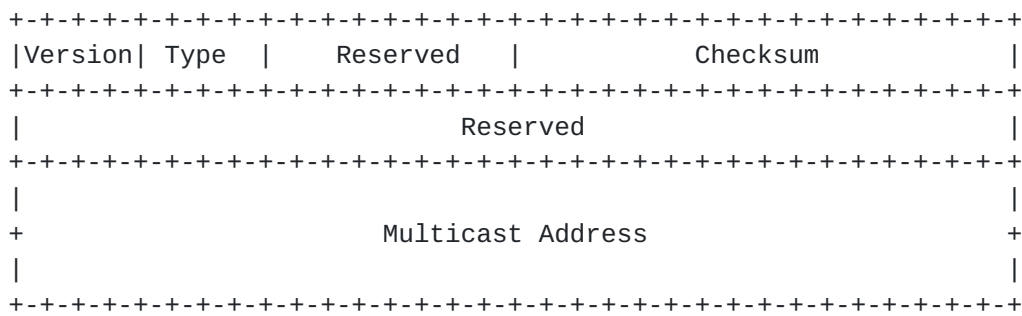 +-+-+-+-+-+-+-+-+-+-+-+-+-+-+-+-+-+-+-+-+-+-+-+-+-+-+-+-+-+-+-+-+
|Version| Type  |    Reserved   |           Checksum            |
+-+-+-+-+-+-+-+-+-+-+-+-+-+-+-+-+-+-+-+-+-+-+-+-+-+-+-+-+-+-+-+-+
|                            Reserved                           |
+-+-+-+-+-+-+-+-+-+-+-+-+-+-+-+-+-+-+-+-+-+-+-+-+-+-+-+-+-+-+-+-+
|                                                               |
+                       Multicast Address                       +
|                                                               |
+-+-+-+-+-+-+-+-+-+-+-+-+-+-+-+-+-+-+-+-+-+-+-+-+-+-+-+-+-+-+-+-+